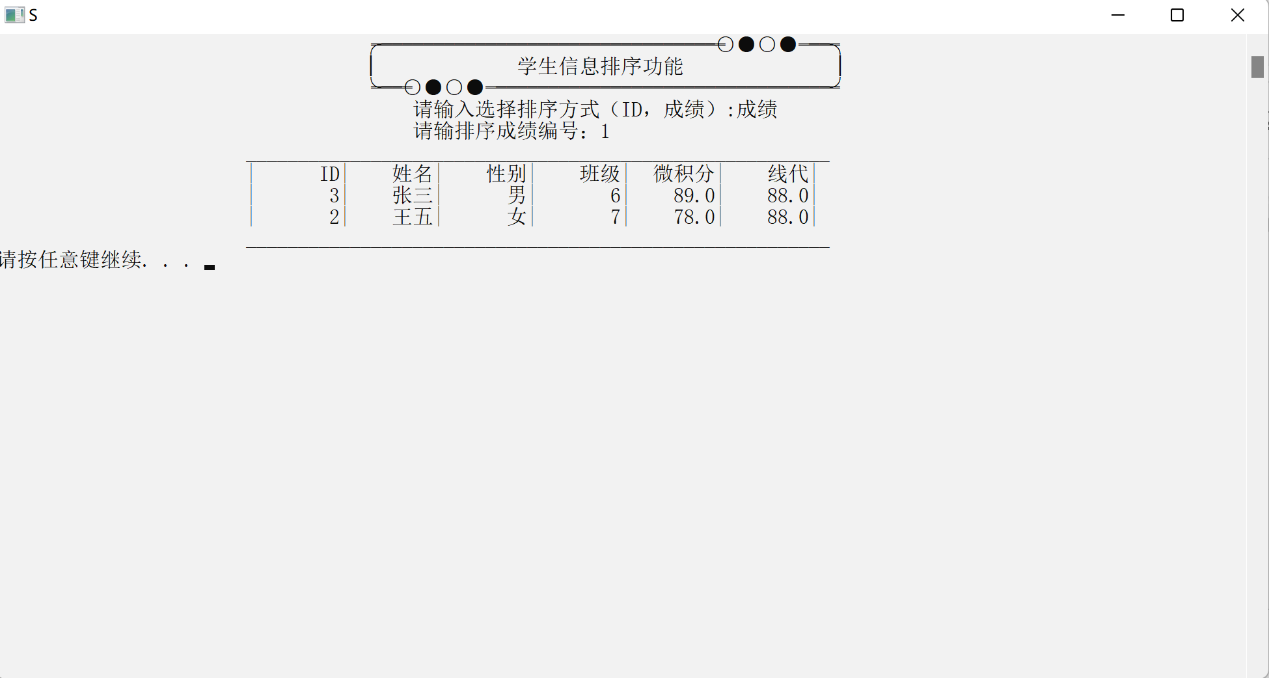 S
学生信息排序功能
请输入选择排序方式（ID，成绩）:成绩
请输排序成绩编号：1
ID| 姓名| 性别| 班级| 微积分| 线代|
3| 张三| 男| 6| 89.0| 88.0|
2| 王五| 女| 7| 78.0| 88.0|
请按任意键继续. . .